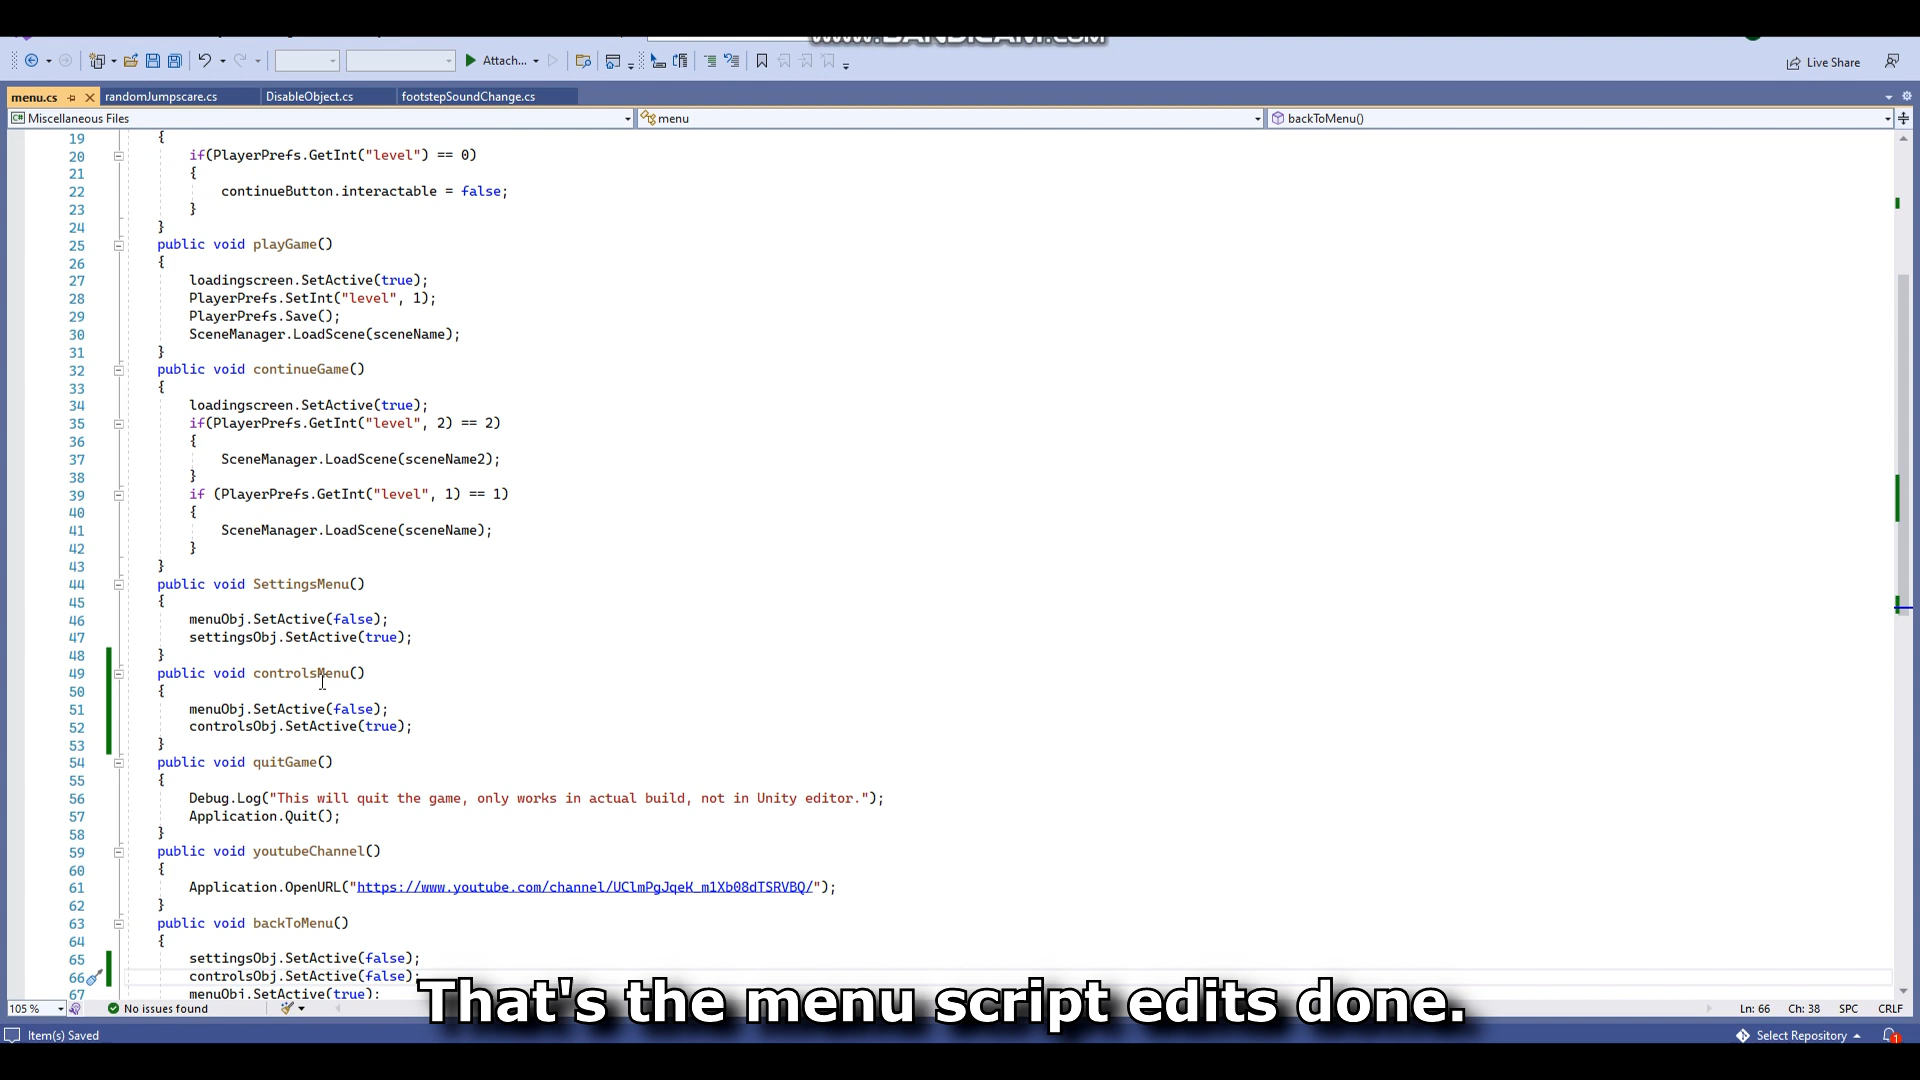 www.BANDICAM.com
Attach...
Live Share
menu.cs
randomJumpscare.cs
DisableObject.cs
footstepSoundChange.cs
Miscellaneous Files
menu
backToMenu()
19 {
20 if(PlayerPrefs.GetInt("level") == 0)
21 {
22 continueButton.interactable = false;
23 }
24 }
25 public void playGame()
26 {
27 loadingscreen.SetActive(true);
28 PlayerPrefs.SetInt("level", 1);
29 PlayerPrefs.Save();
30 SceneManager.LoadScene(sceneName);
31 }
32 public void continueGame()
33 {
34 loadingscreen.SetActive(true);
35 if(PlayerPrefs.GetInt("level", 2) == 2)
36 {
37 SceneManager.LoadScene(sceneName2);
38 }
39 if (PlayerPrefs.GetInt("level", 1) == 1)
40 {
41 SceneManager.LoadScene(sceneName);
42 }
43 }
44 public void SettingsMenu()
45 {
46 menuObj.SetActive(false);
47 settingsObj.SetActive(true);
48 }
49 public void controlsMenu()
50 {
51 menuObj.SetActive(false);
52 controlsObj.SetActive(true);
53 }
54 public void quitGame()
55 {
56 Debug.Log("This will quit the game, only works in actual build, not in Unity editor.");
57 Application.Quit();
58 }
59 public void youtubeChannel()
60 {
61 Application.OpenURL("https://www.youtube.com/channel/UClmPgJqeK_m1Xb08dTSRVBQ/");
62 }
63 public void backToMenu()
64 {
65 settingsObj.SetActive(false);
66 controlsObj.SetActive(false);
67 menuObj.SetActive(true);
That's the menu script edits done.
105 %
No issues found
Ln: 66
Ch: 38
SPC
CRLF
Item(s) Saved
Select Repository
1